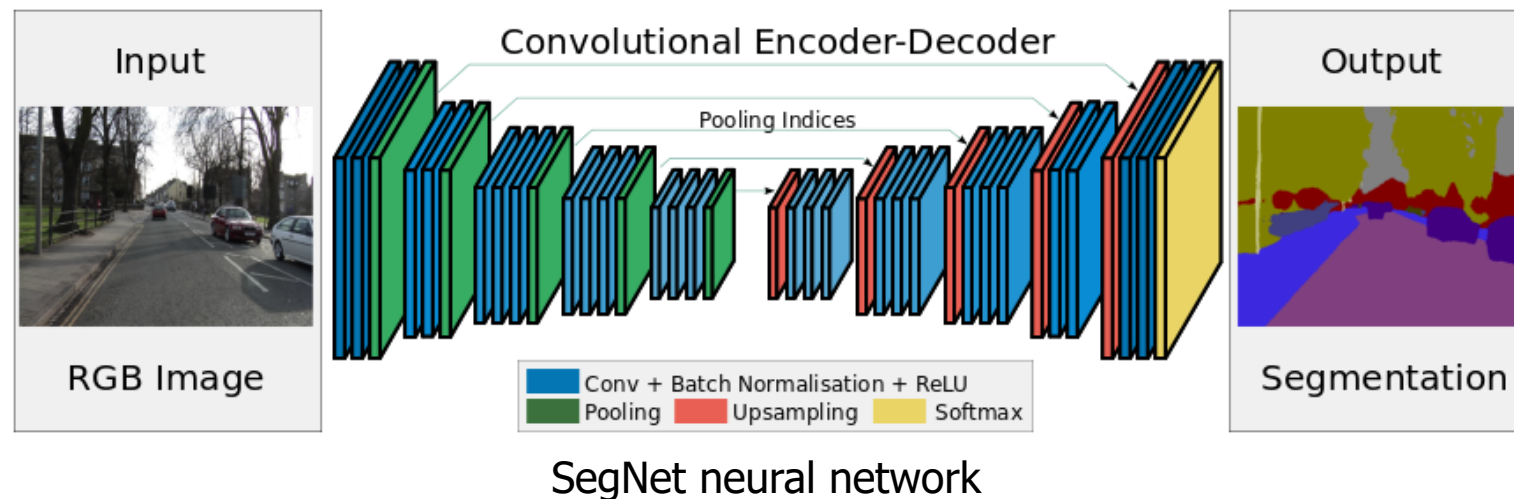 Input
RGB Image
Convolutional Encoder-Decoder
Pooling Indices
Conv + Batch Normalisation + ReLU
Pooling Upsampling Softmax
Output
Segmentation
SegNet neural network